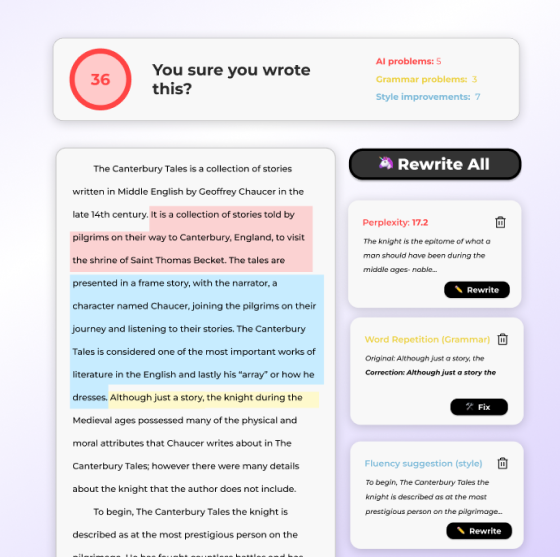 36
You sure you wrote
this?
AI problems: 5
Grammar problems: 3
Style improvements: 7
The Canterbury Tales is a collection of stories
written in Middle English by Geoffrey Chaucer in the
late 14th century. It is a collection of stories told by
pilgrims on their way to Canterbury, England, to visit
the shrine of Saint Thomas Becket. The tales are
presented in a frame story, with the narrator, a
character named Chaucer, joining the pilgrims on their
journey and listening to their stories. The Canterbury
Tales is considered one of the most important works of
literature in the English and lastly his “array” or how he
dresses. Although just a story, the knight during the
Medieval ages possessed many of the physical and
moral attributes that Chaucer writes about in The
Canterbury Tales; however there were many details
about the knight that the author does not include.
To begin, The Canterbury Tales the knight is
described as at the most prestigious person on the
pilgrimage. He has fought countless battles and has
Rewrite All
Perplexity: 17.2
The knight is the epitome of what a
man should have been during the
middle ages- noble...
Rewrite
Word Repetition (Grammar)
Original: Although just a story, the
Correction: Although just a story the
Fix
Fluency suggestion (style)
To begin, The Canterbury Tales the
knight is described as at the most
prestigious person on the pilgrimage...
Rewrite